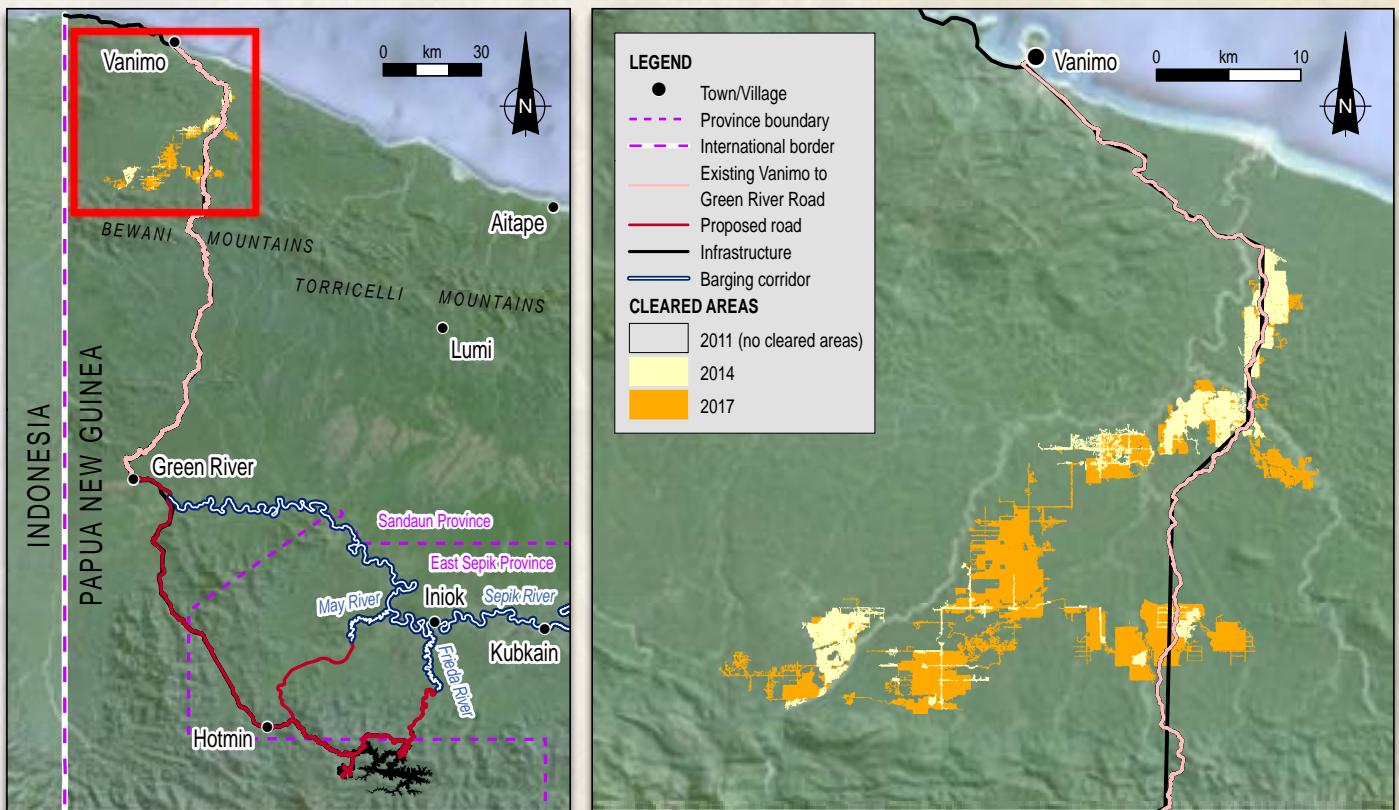 Vanimo
0 km 30
N
BEWANI MOUNTAINS
Aitape
TORRICELLI MOUNTAINS
Lumi
INDONESIA
PAPUA NEW GUINEA
Green River
Sandaun Province
East Sepik Province
May River
Iniok
Sepik River
Kubkain
Frieda River
Hotmin
LEGEND
Town/Village
Province boundary
International border
Existing Vanimo to
Green River Road
Proposed road
Infrastructure
Barging corridor
CLEARED AREAS
2011 (no cleared areas)
2014
2017
Vanimo
0 km 10
N